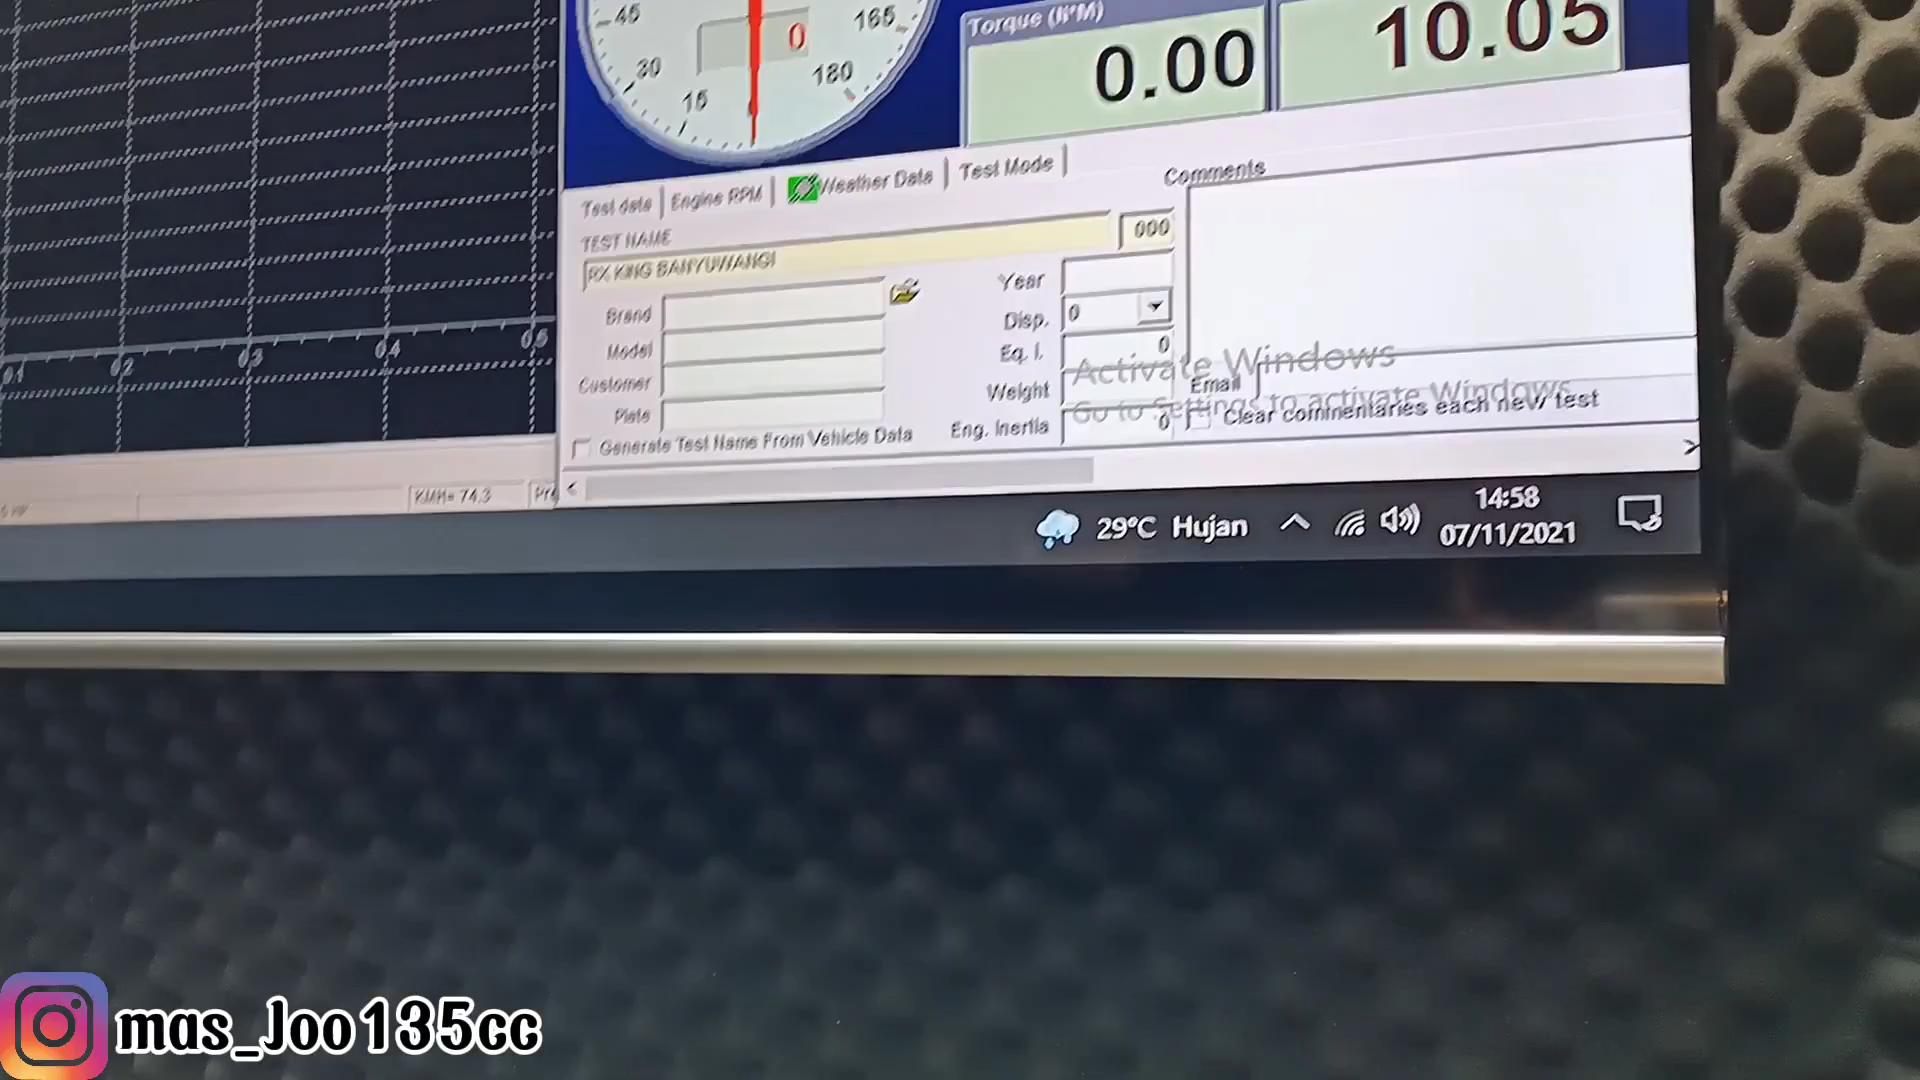 45
165
0
30
180
15
Torque (N*M)
0.00
10.05
Test data
Engine RPM
Weather Data
Test Mode
Comments
TEST NAME
000
RX KING BANYUWANGI
Year
Brand
Disp.
0
Model
Eq. I.
0
Customer
Weight
Plate
Eng. Inertia
0
Email
Activate Windows
Go to Settings to activate Windows.
Clear commentaries each new test
Generate Test Name From Vehicle Data
0.1
0.2
0.3
0.4
0.5
KMH= 74.3
29°C Hujan
14:58
07/11/2021
mas_Joo135cc